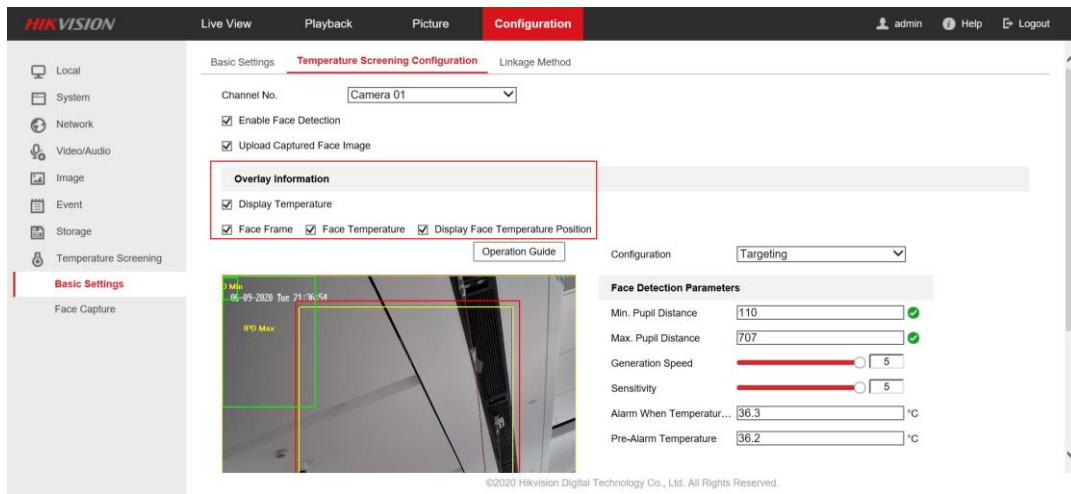 HIKVISION
Live View Playback Picture Configuration admin Help Logout
Local
System
Network
Video/Audio
Image
Event
Storage
Temperature Screening
Basic Settings
Face Capture
Basic Settings Temperature Screening Configuration Linkage Method
Channel No. Camera 01
Enable Face Detection
Upload Captured Face Image
Overlay Information
Display Temperature
Face Frame Face Temperature Display Face Temperature Position
Operation Guide
Configuration Targeting
Min
06-09-2020 Tue 21:36:54
IPD Max
Face Detection Parameters
Min. Pupil Distance 110
Max. Pupil Distance 707
Generation Speed 5
Sensitivity 5
Alarm When Temperatur... 36.3 °C
Pre-Alarm Temperature 36.2 °C
©2020 Hikvision Digital Technology Co., Ltd. All Rights Reserved.